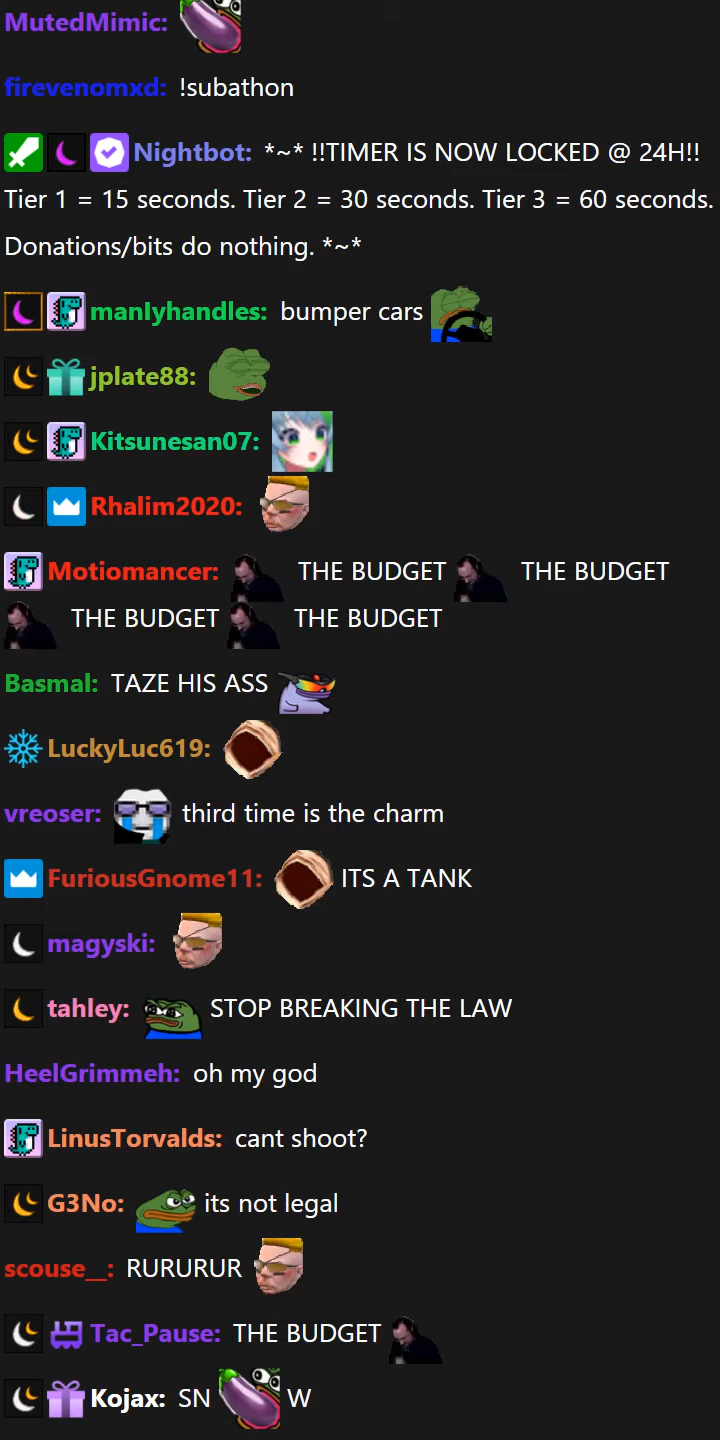 MutedMimic:
firevenomxd: !subathon
Nightbot: *~* !!TIMER IS NOW LOCKED @ 24H!!
Tier 1 = 15 seconds. Tier 2 = 30 seconds. Tier 3 = 60 seconds.
Donations/bits do nothing. *~*
manlyhandles: bumper cars
jplate88:
Kitsunesan07:
Rhalim2020:
Motiomancer: THE BUDGET THE BUDGET
THE BUDGET THE BUDGET
Basmal: TAZE HIS ASS
LuckyLuc619:
vreoser: third time is the charm
FuriousGnome11: ITS A TANK
magyski:
tahley: STOP BREAKING THE LAW
HeelGrimmeh: oh my god
LinusTorvalds: cant shoot?
G3No: its not legal
scouse__: RURURUR
Tac_Pause: THE BUDGET
Kojax: SN W